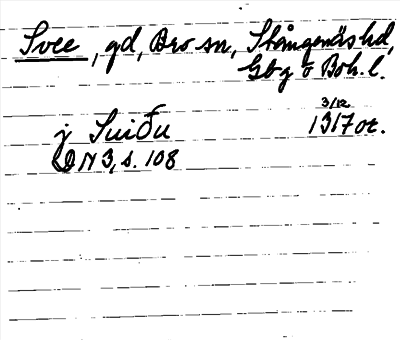 Svee, gd, Bro sn, Stångenäs hd,
Gbg o Boh. l.
3/12
j Suiðu 1317 or.
DN 3, s. 108